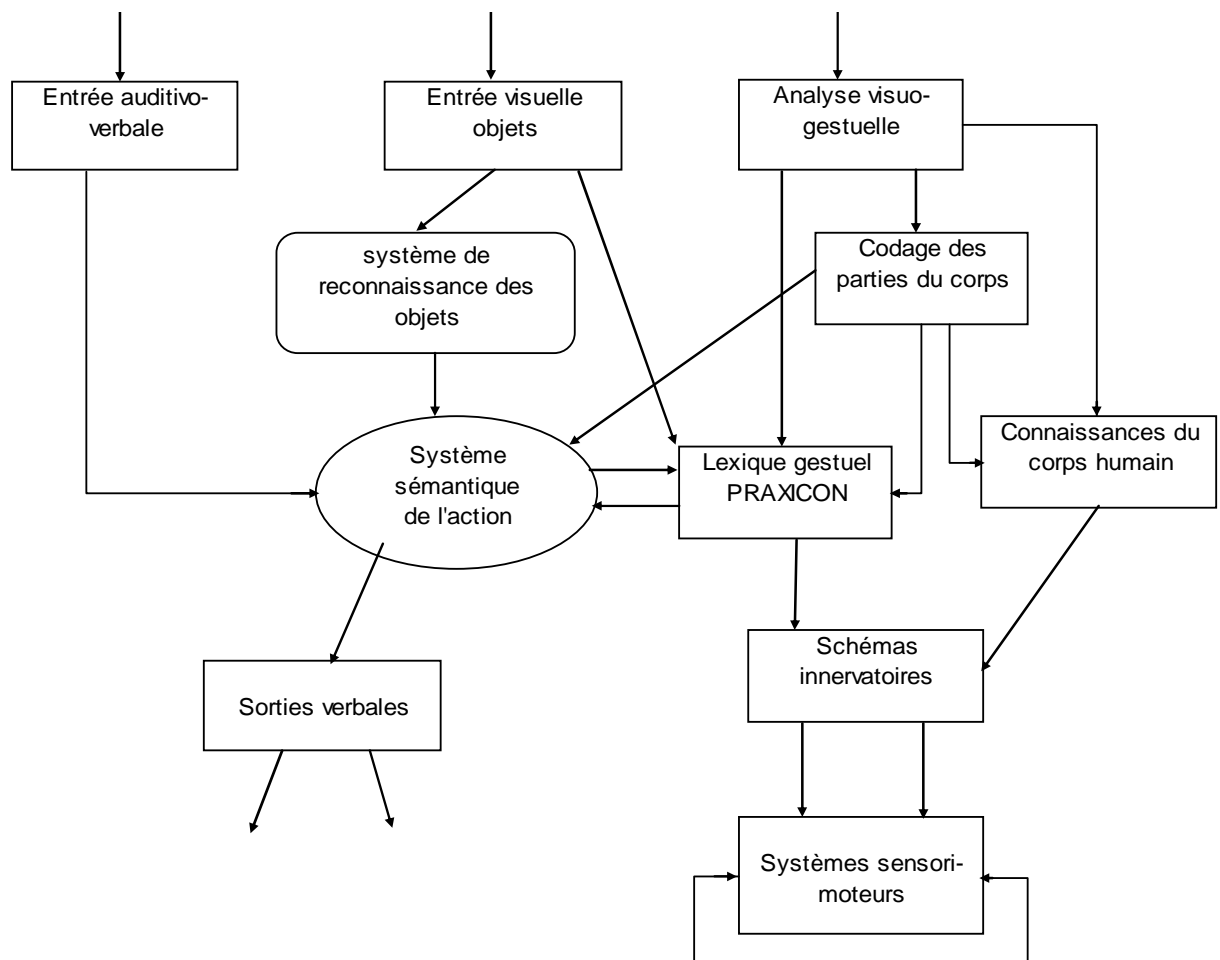 Entrée auditivo-
verbale
Entrée visuelle
objets
Analyse visuo-
gestuelle
système de
reconnaissance des
objets
Codage des
parties du corps
Système
sémantique
de l'action
Lexique gestuel
PRAXICON
Connaissances du
corps humain
Schémas
innervatoires
Sorties verbales
Systèmes sensori-
moteurs